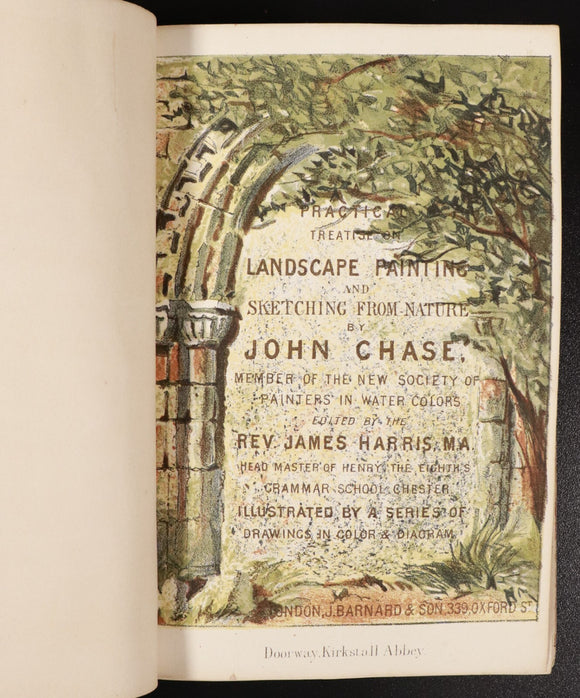 PRACTICAL
TREATISE ON
LANDSCAPE PAINTING
AND
SKETCHING FROM NATURE
BY
JOHN CHASE,
MEMBER OF THE NEW SOCIETY OF
PAINTERS IN WATER COLORS
EDITED BY THE
REV. JAMES HARRIS, M.A.
HEAD MASTER OF HENRY THE EIGHTH'S
GRAMMAR SCHOOL CHESTER
ILLUSTRATED BY A SERIES OF
DRAWINGS IN COLOR & DIAGRAM
LONDON, J. BARNARD & SON. 339. OXFORD ST.
Doorway. Kirkstall Abbey.